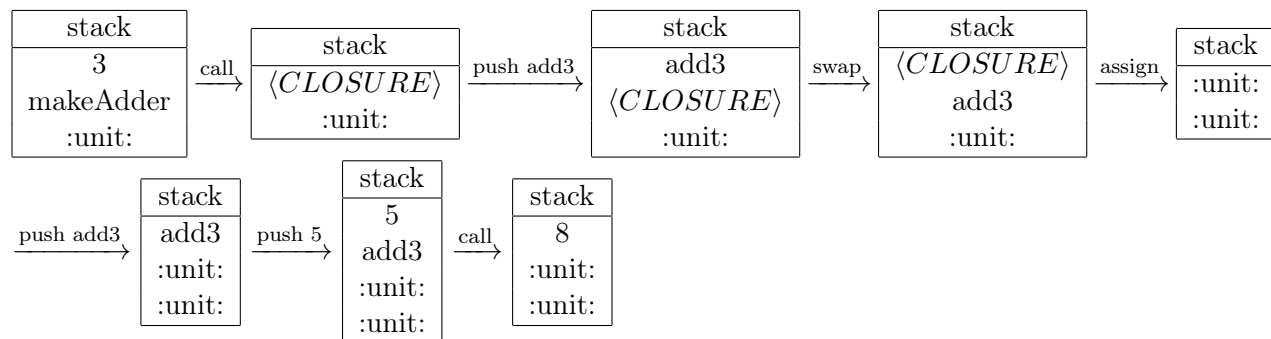 stack
3
makeAdder
:unit:
call
stack
⟨CLOSURE⟩
:unit:
push add3
stack
add3
⟨CLOSURE⟩
:unit:
swap
stack
⟨CLOSURE⟩
add3
:unit:
assign
stack
:unit:
:unit:
push add3
stack
add3
:unit:
:unit:
push 5
stack
5
add3
:unit:
:unit:
call
stack
8
:unit:
:unit: